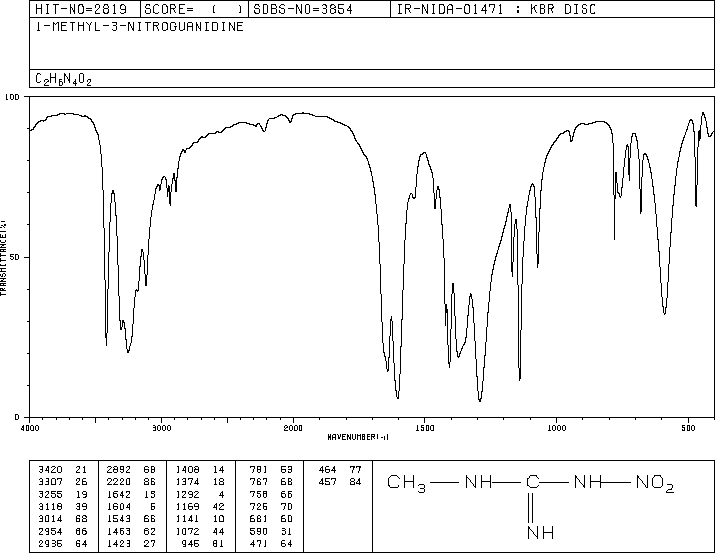 HIT-NO=2819 SCORE= ( ) SDBS-NO=3854 IR-NIDA-01471 : KBR DISC
1-METHYL-3-NITROGUANIDINE
C2H6N4O2
100
50
0
TRANSMITTANCE(%)
4000 3000 2000 1500 1000 500
WAVENUMBER(-1)
3420 21 2892 68 1408 14 781 53 464 77
3307 26 2220 86 1374 18 767 68 457 84
3255 19 1642 15 1292 4 758 66
3118 39 1604 5 1169 42 726 70
3014 68 1543 66 1141 10 681 60
2954 66 1463 62 1072 44 590 31
2935 64 1423 27 945 81 471 64
CH3 NH C NH NO2
NH